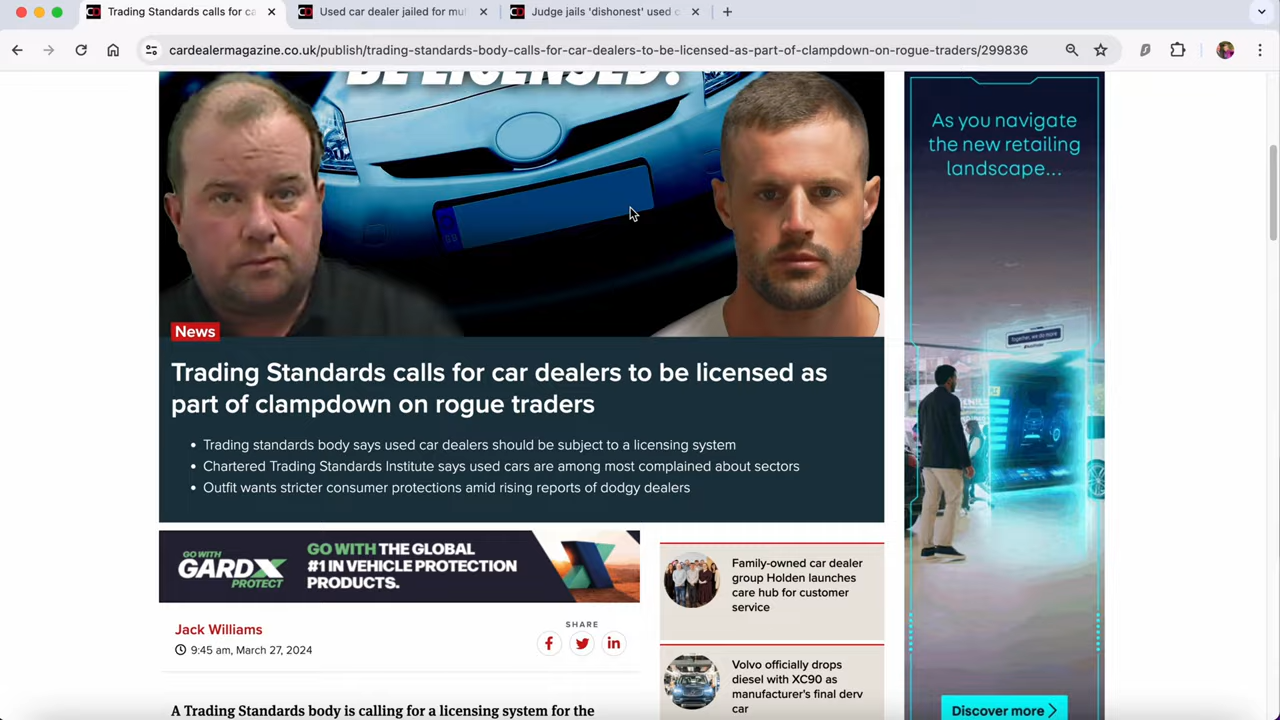 Trading Standards calls for ca
Used car dealer jailed for mul
Judge jails 'dishonest' used c
cardealermagazine.co.uk/publish/trading-standards-body-calls-for-car-dealers-to-be-licensed-as-part-of-clampdown-on-rogue-traders/299836
BE LICENSED?
As you navigate
the new retailing
landscape...
News
Trading Standards calls for car dealers to be licensed as
part of clampdown on rogue traders
• Trading standards body says used car dealers should be subject to a licensing system
• Chartered Trading Standards Institute says used cars are among most complained about sectors
• Outfit wants stricter consumer protections amid rising reports of dodgy dealers
GO WITH
GARDX
PROTECT
GO WITH THE GLOBAL
#1 IN VEHICLE PROTECTION
PRODUCTS.
Family-owned car dealer
group Holden launches
care hub for customer
service
Jack Williams
SHARE
9:45 am, March 27, 2024
Volvo officially drops
diesel with XC90 as
manufacturer's final derv
car
Discover more
A Trading Standards body is calling for a licensing system for the